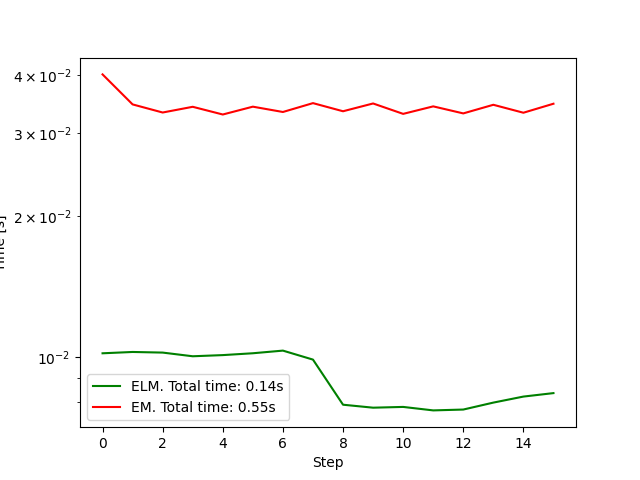 4 × 10⁻²
3 × 10⁻²
2 × 10⁻²
10⁻²
ELM. Total time: 0.14s
EM. Total time: 0.55s
0 2 4 6 8 10 12 14
Step